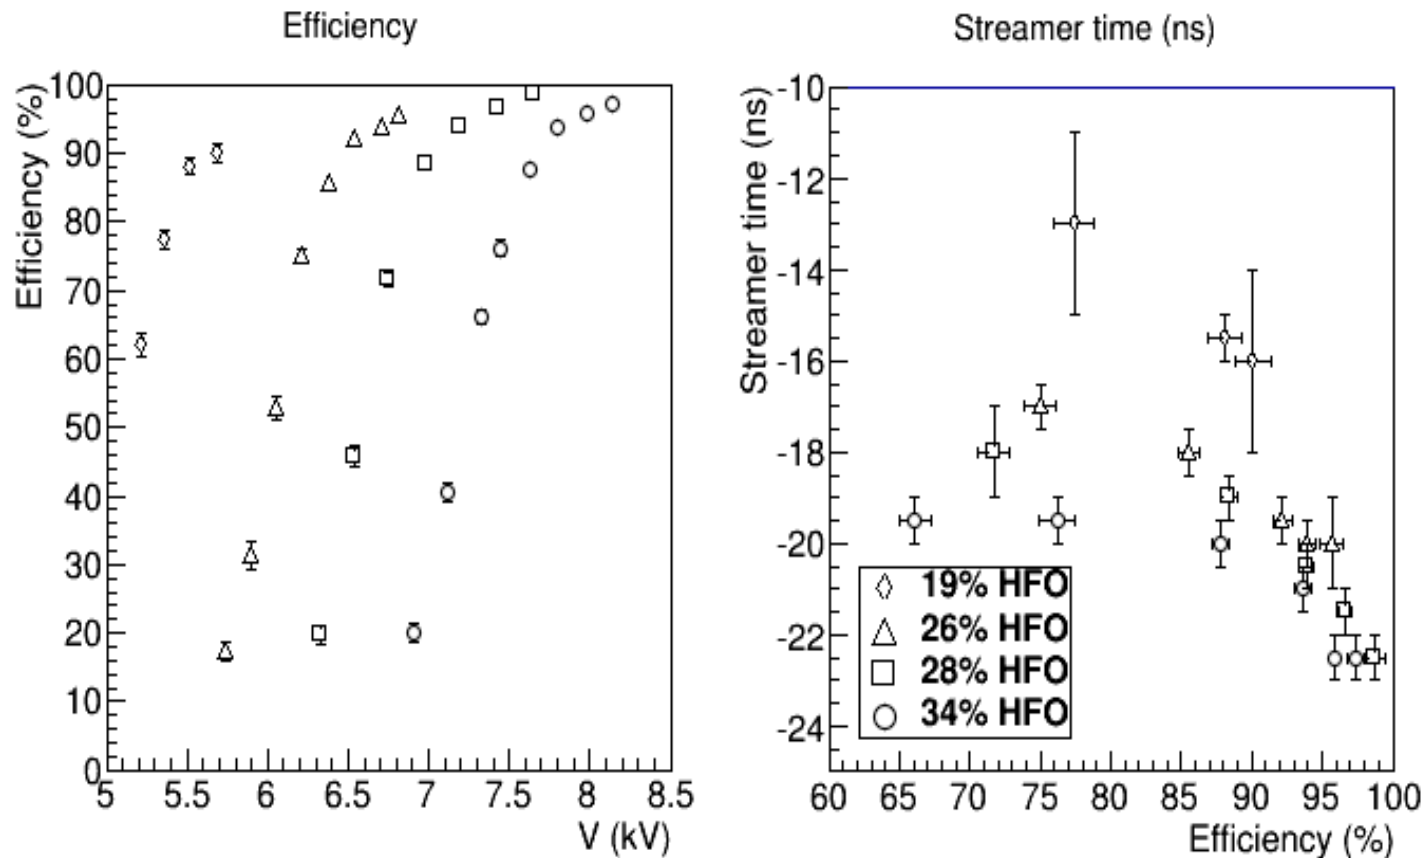 Efficiency
Efficiency (%)
100
90
80
70
60
50
40
30
20
10
0
5 5.5 6 6.5 7 7.5 8 8.5
V (kV)
Streamer time (ns)
Streamer time (ns)
-10
-12
-14
-16
-18
-20
-22
-24
19% HFO
26% HFO
28% HFO
34% HFO
60 65 70 75 80 85 90 95 100
Efficiency (%)